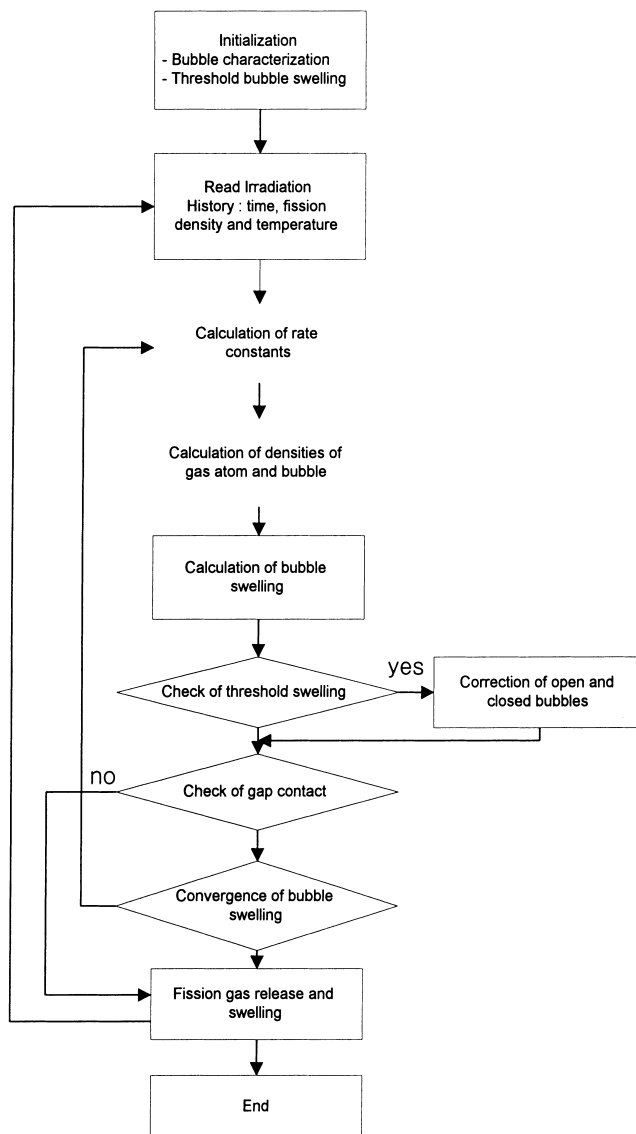 Initialization
- Bubble characterization
- Threshold bubble swelling
Read Irradiation
History : time, fission
density and temperature
Calculation of rate
constants
Calculation of densities of
gas atom and bubble
Calculation of bubble
swelling
Check of threshold swelling
yes
Correction of open and
closed bubbles
no
Check of gap contact
Convergence of bubble
swelling
Fission gas release and
swelling
End